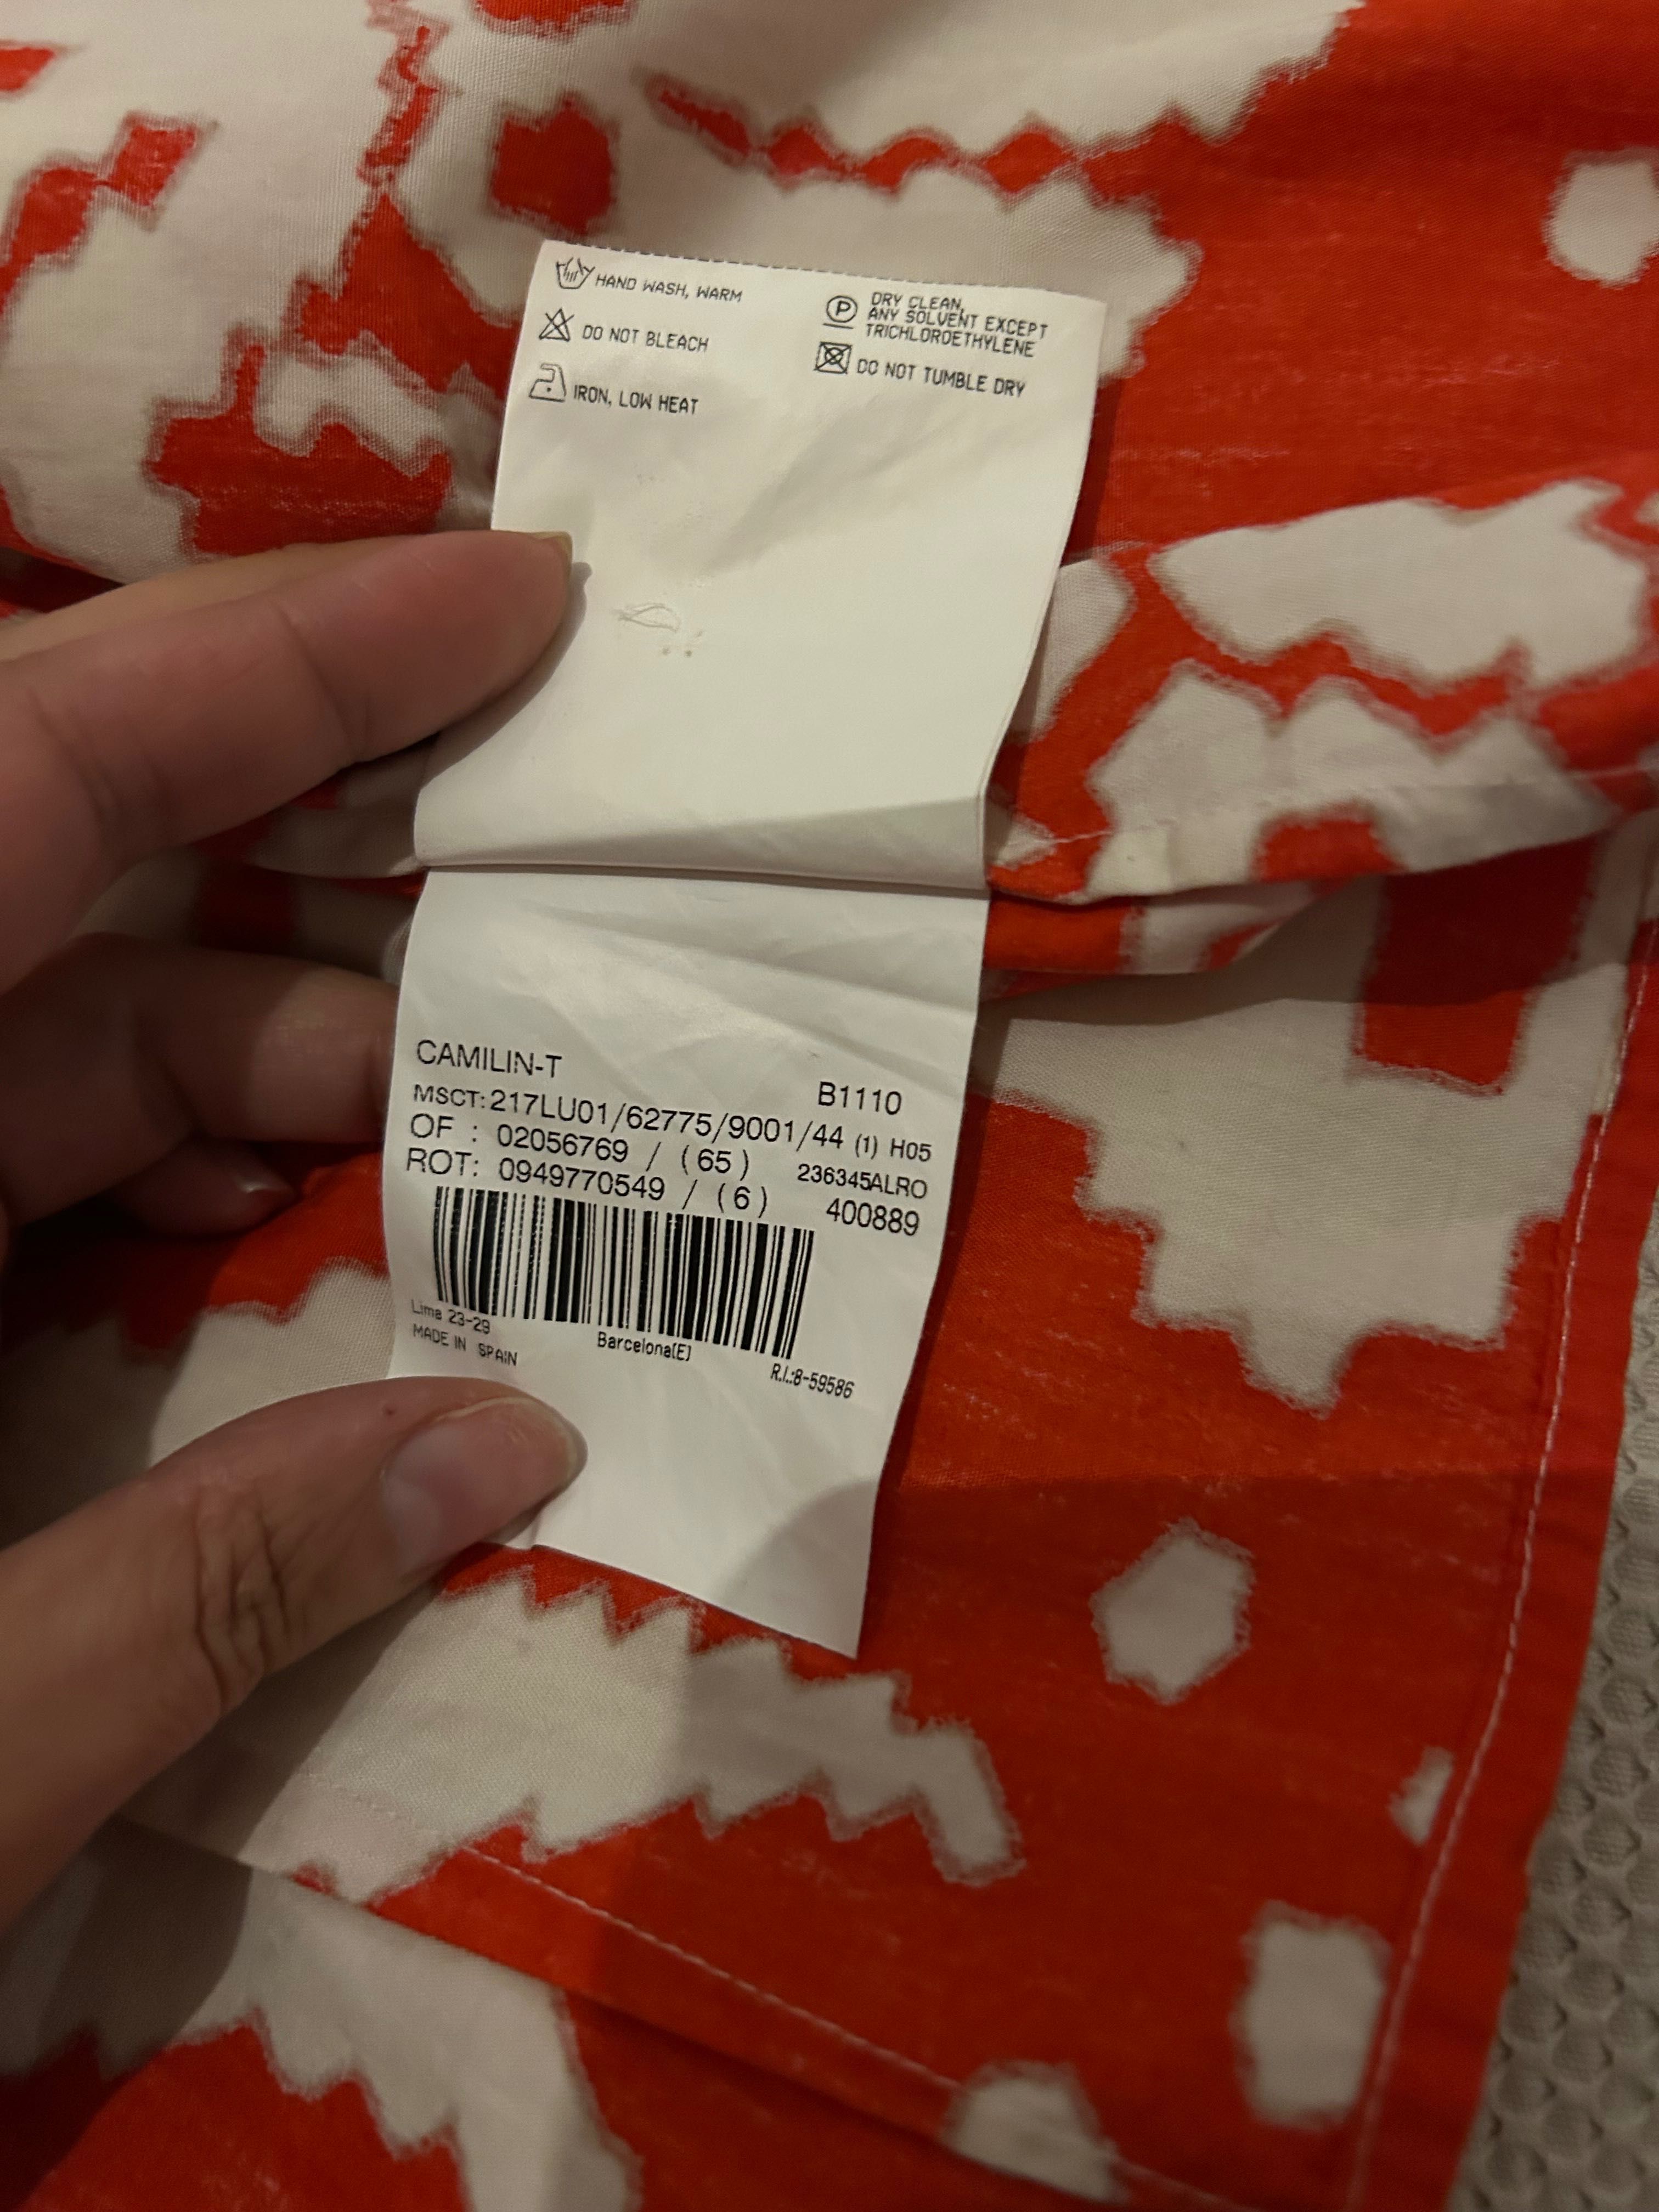 HAND WASH, WARM
DO NOT BLEACH
IRON, LOW HEAT
P
DRY CLEAN,
ANY SOLVENT EXCEPT
TRICHLOROETHYLENE
DO NOT TUMBLE DRY
CAMILIN-T
B1110
MSCT:217LU01/62775/9001/44 (1) H05
OF : 02056769 / (65) 236345ALRO
ROT: 0949770549 / (6) 400889
Lima 23-29
MADE IN SPAIN
Barcelona(E)
R.I.:8-59586